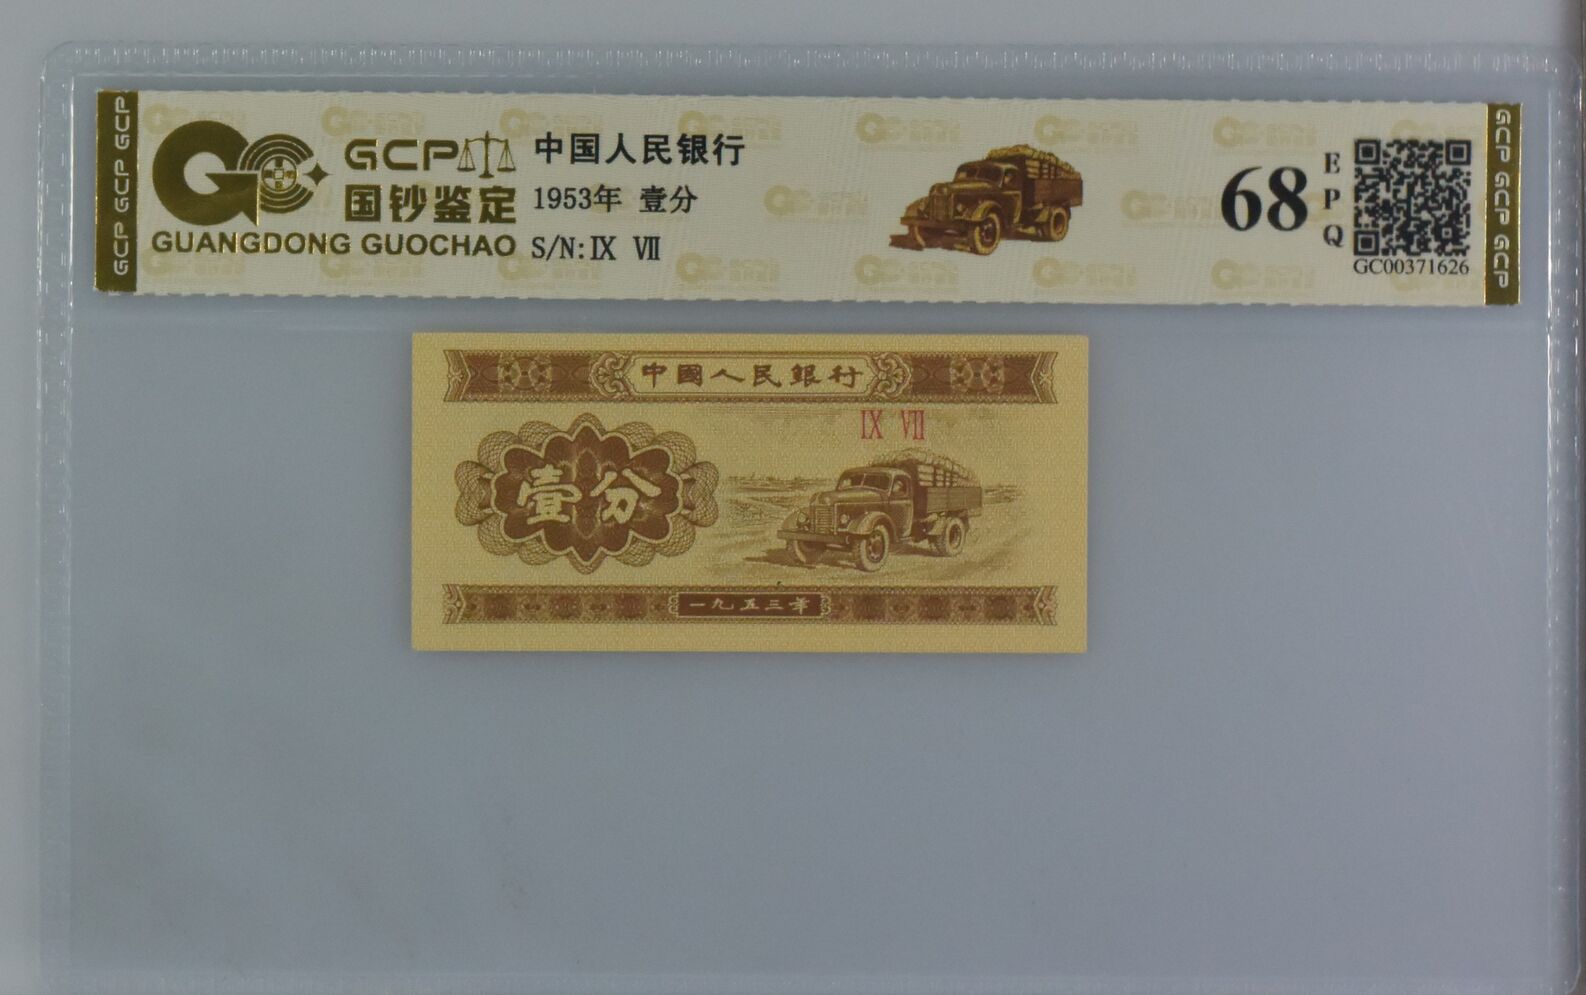 GCP GCP GCP
GCP
国钞鉴定
GUANGDONG GUOCHAO
中国人民银行
1953年 壹分
S/N:Ⅸ Ⅶ
68
EPQ
GC00371626
GCP GCP GCP
中國人民銀行
Ⅸ Ⅶ
壹分
一九五三年